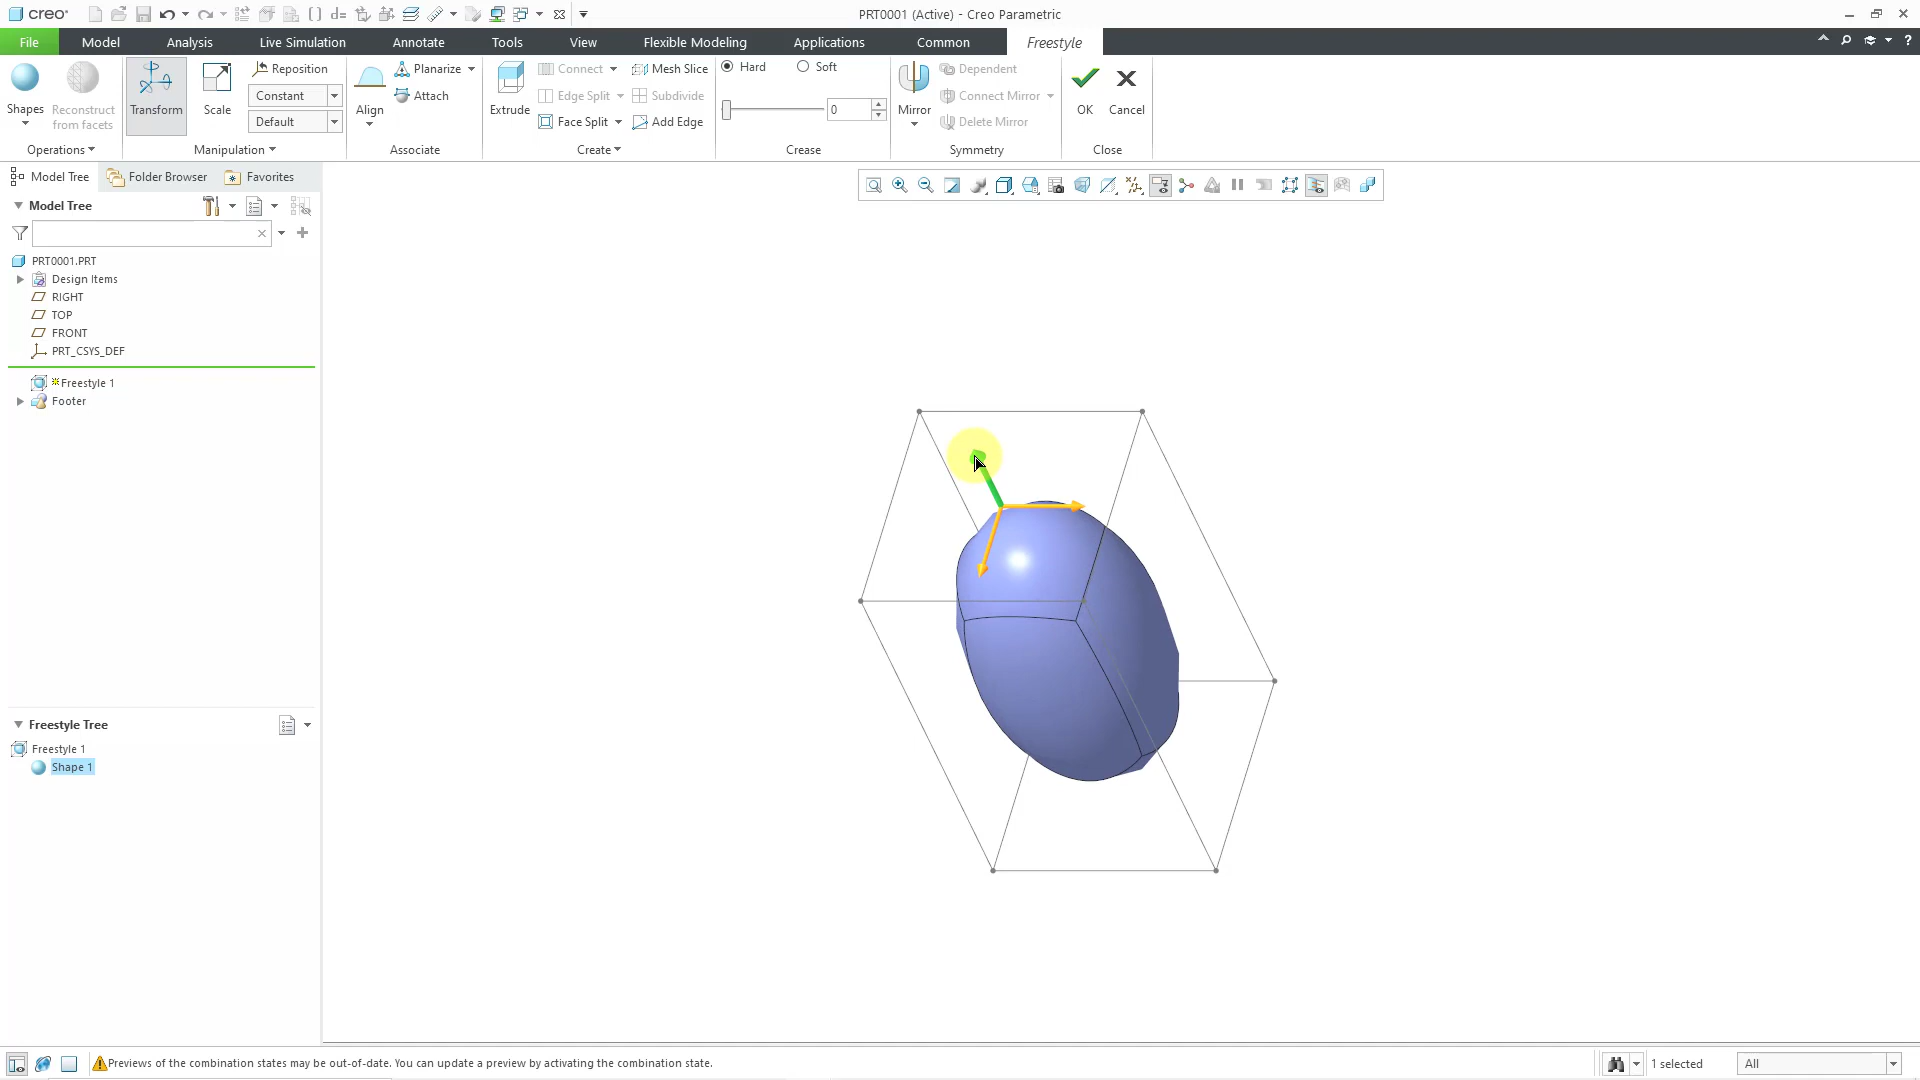 creo
PRT0001 (Active) - Creo Parametric
File
Model
Analysis
Live Simulation
Annotate
Tools
View
Flexible Modeling
Applications
Common
Freestyle
Shapes
Reconstruct
from facets
Operations
Transform
Scale
Reposition
Constant
Default
Manipulation
Align
Planarize
Attach
Associate
Extrude
Connect
Mesh Slice
Edge Split
Subdivide
Face Split
Add Edge
Create
Hard
Soft
0
Crease
Mirror
Dependent
Connect Mirror
Delete Mirror
Symmetry
OK
Cancel
Close
Model Tree
Folder Browser
Favorites
Model Tree
PRT0001.PRT
Design Items
RIGHT
TOP
FRONT
PRT_CSYS_DEF
Freestyle 1
Footer
Freestyle Tree
Freestyle 1
Shape 1
Previews of the combination states may be out-of-date. You can update a preview by activating the combination state.
1 selected
All